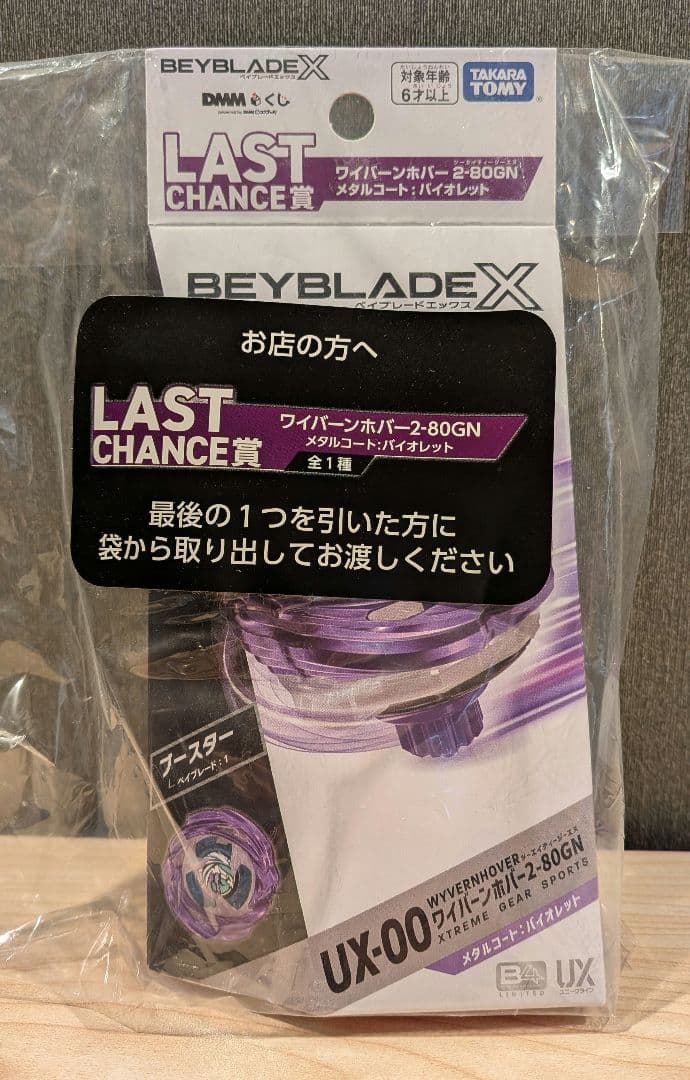 BEYBLADE X
ベイブレードエックス
DMMくじ
対象年齢
6才以上
TAKARA
TOMY
LAST
CHANCE賞
ワイバーンホバー 2-80GN
メタルコート:バイオレット
BEYBLADE X
ベイブレードエックス
お店の方へ
LAST
CHANCE賞
ワイバーンホバー2-80GN
メタルコート:バイオレット
全1種
最後の1つを引いた方に
袋から取り出してお渡しください
ブースター
ベイブレード:1
UX-00
WYVERNHOVER
ワイバーンホバー2-80GN
XTREME GEAR SPORTS
メタルコート:バイオレット
B4
LIMITED
UX
ユニークライン